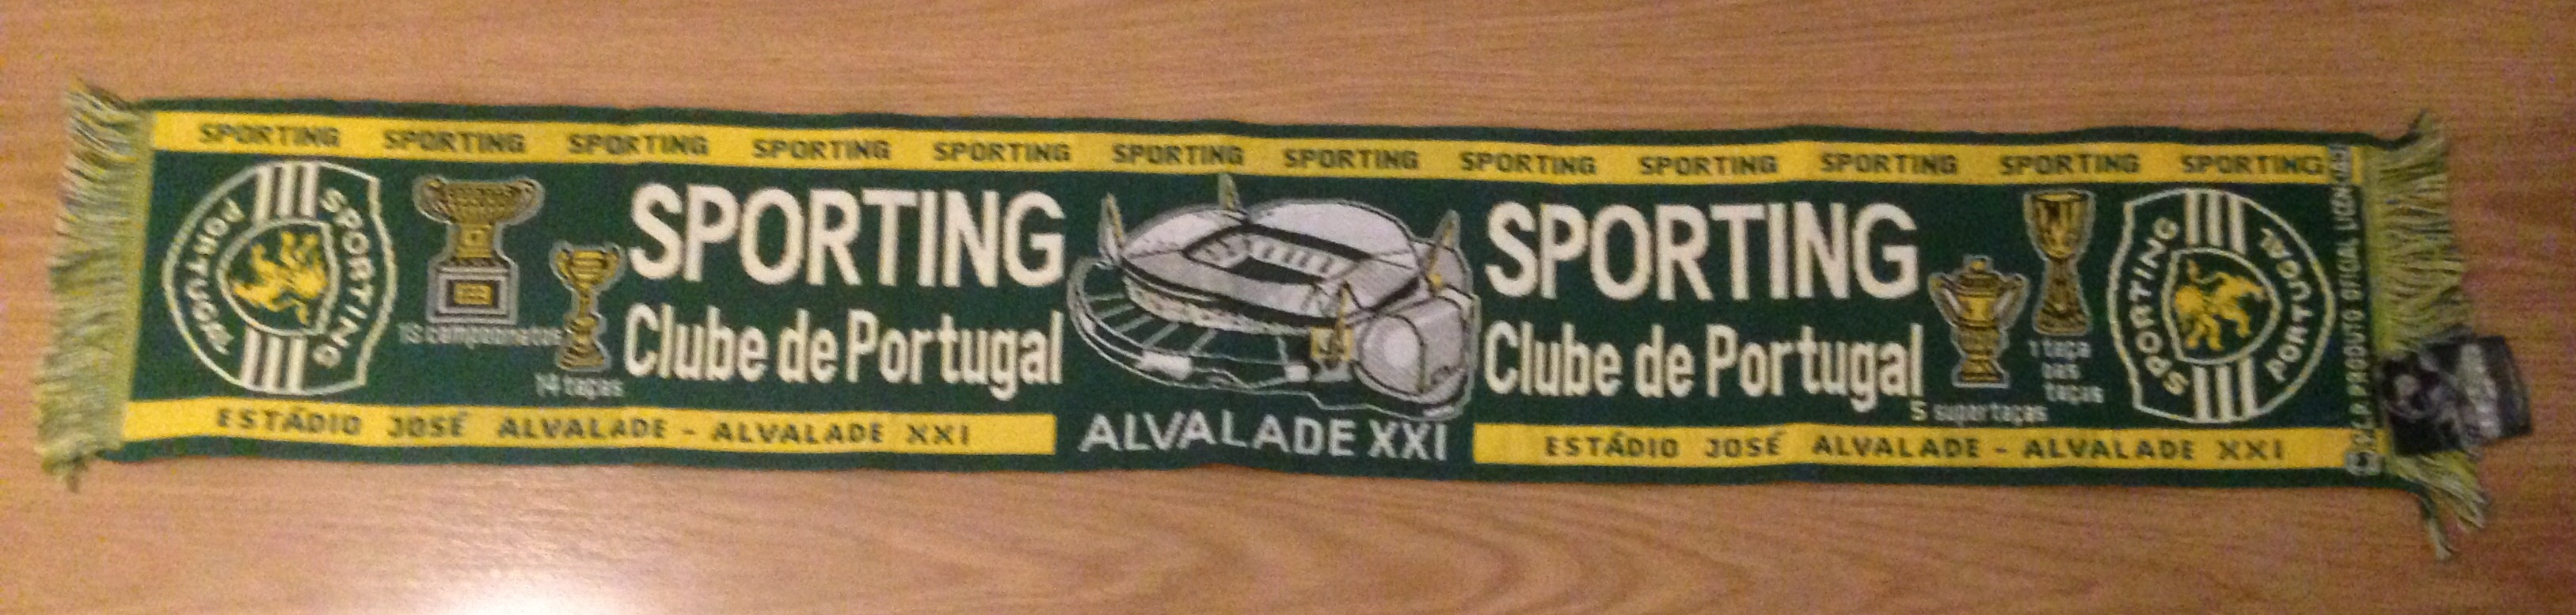 SPORTING SPORTING SPORTING SPORTING SPORTING SPORTING SPORTING SPORTING SPORTING SPORTING SPORTING SPORTING
SPORTING
PORTUGAL
18 campeonatos
14 taças
SPORTING
Clube de Portugal
ALVALADE XXI
SPORTING
Clube de Portugal
5 supertaças
1 taça
das
taças
SPORTING
PORTUGAL
ESTÁDIO JOSÉ ALVALADE - ALVALADE XXI
ESTÁDIO JOSÉ ALVALADE - ALVALADE XXI
PRODUTO OFICIAL